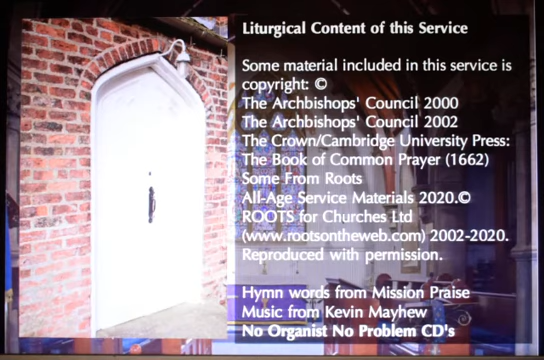 Liturgical Content of this Service
Some material included in this service is
copyright: ©
The Archbishops' Council 2000
The Archbishops' Council 2002
The Crown/Cambridge University Press:
The Book of Common Prayer (1662)
Some From Roots
All-Age Service Materials 2020.©
ROOTS for Churches Ltd
(www.rootsontheweb.com) 2002-2020.
Reproduced with permission.
Hymn words from Mission Praise
Music from Kevin Mayhew
No Organist No Problem CD's